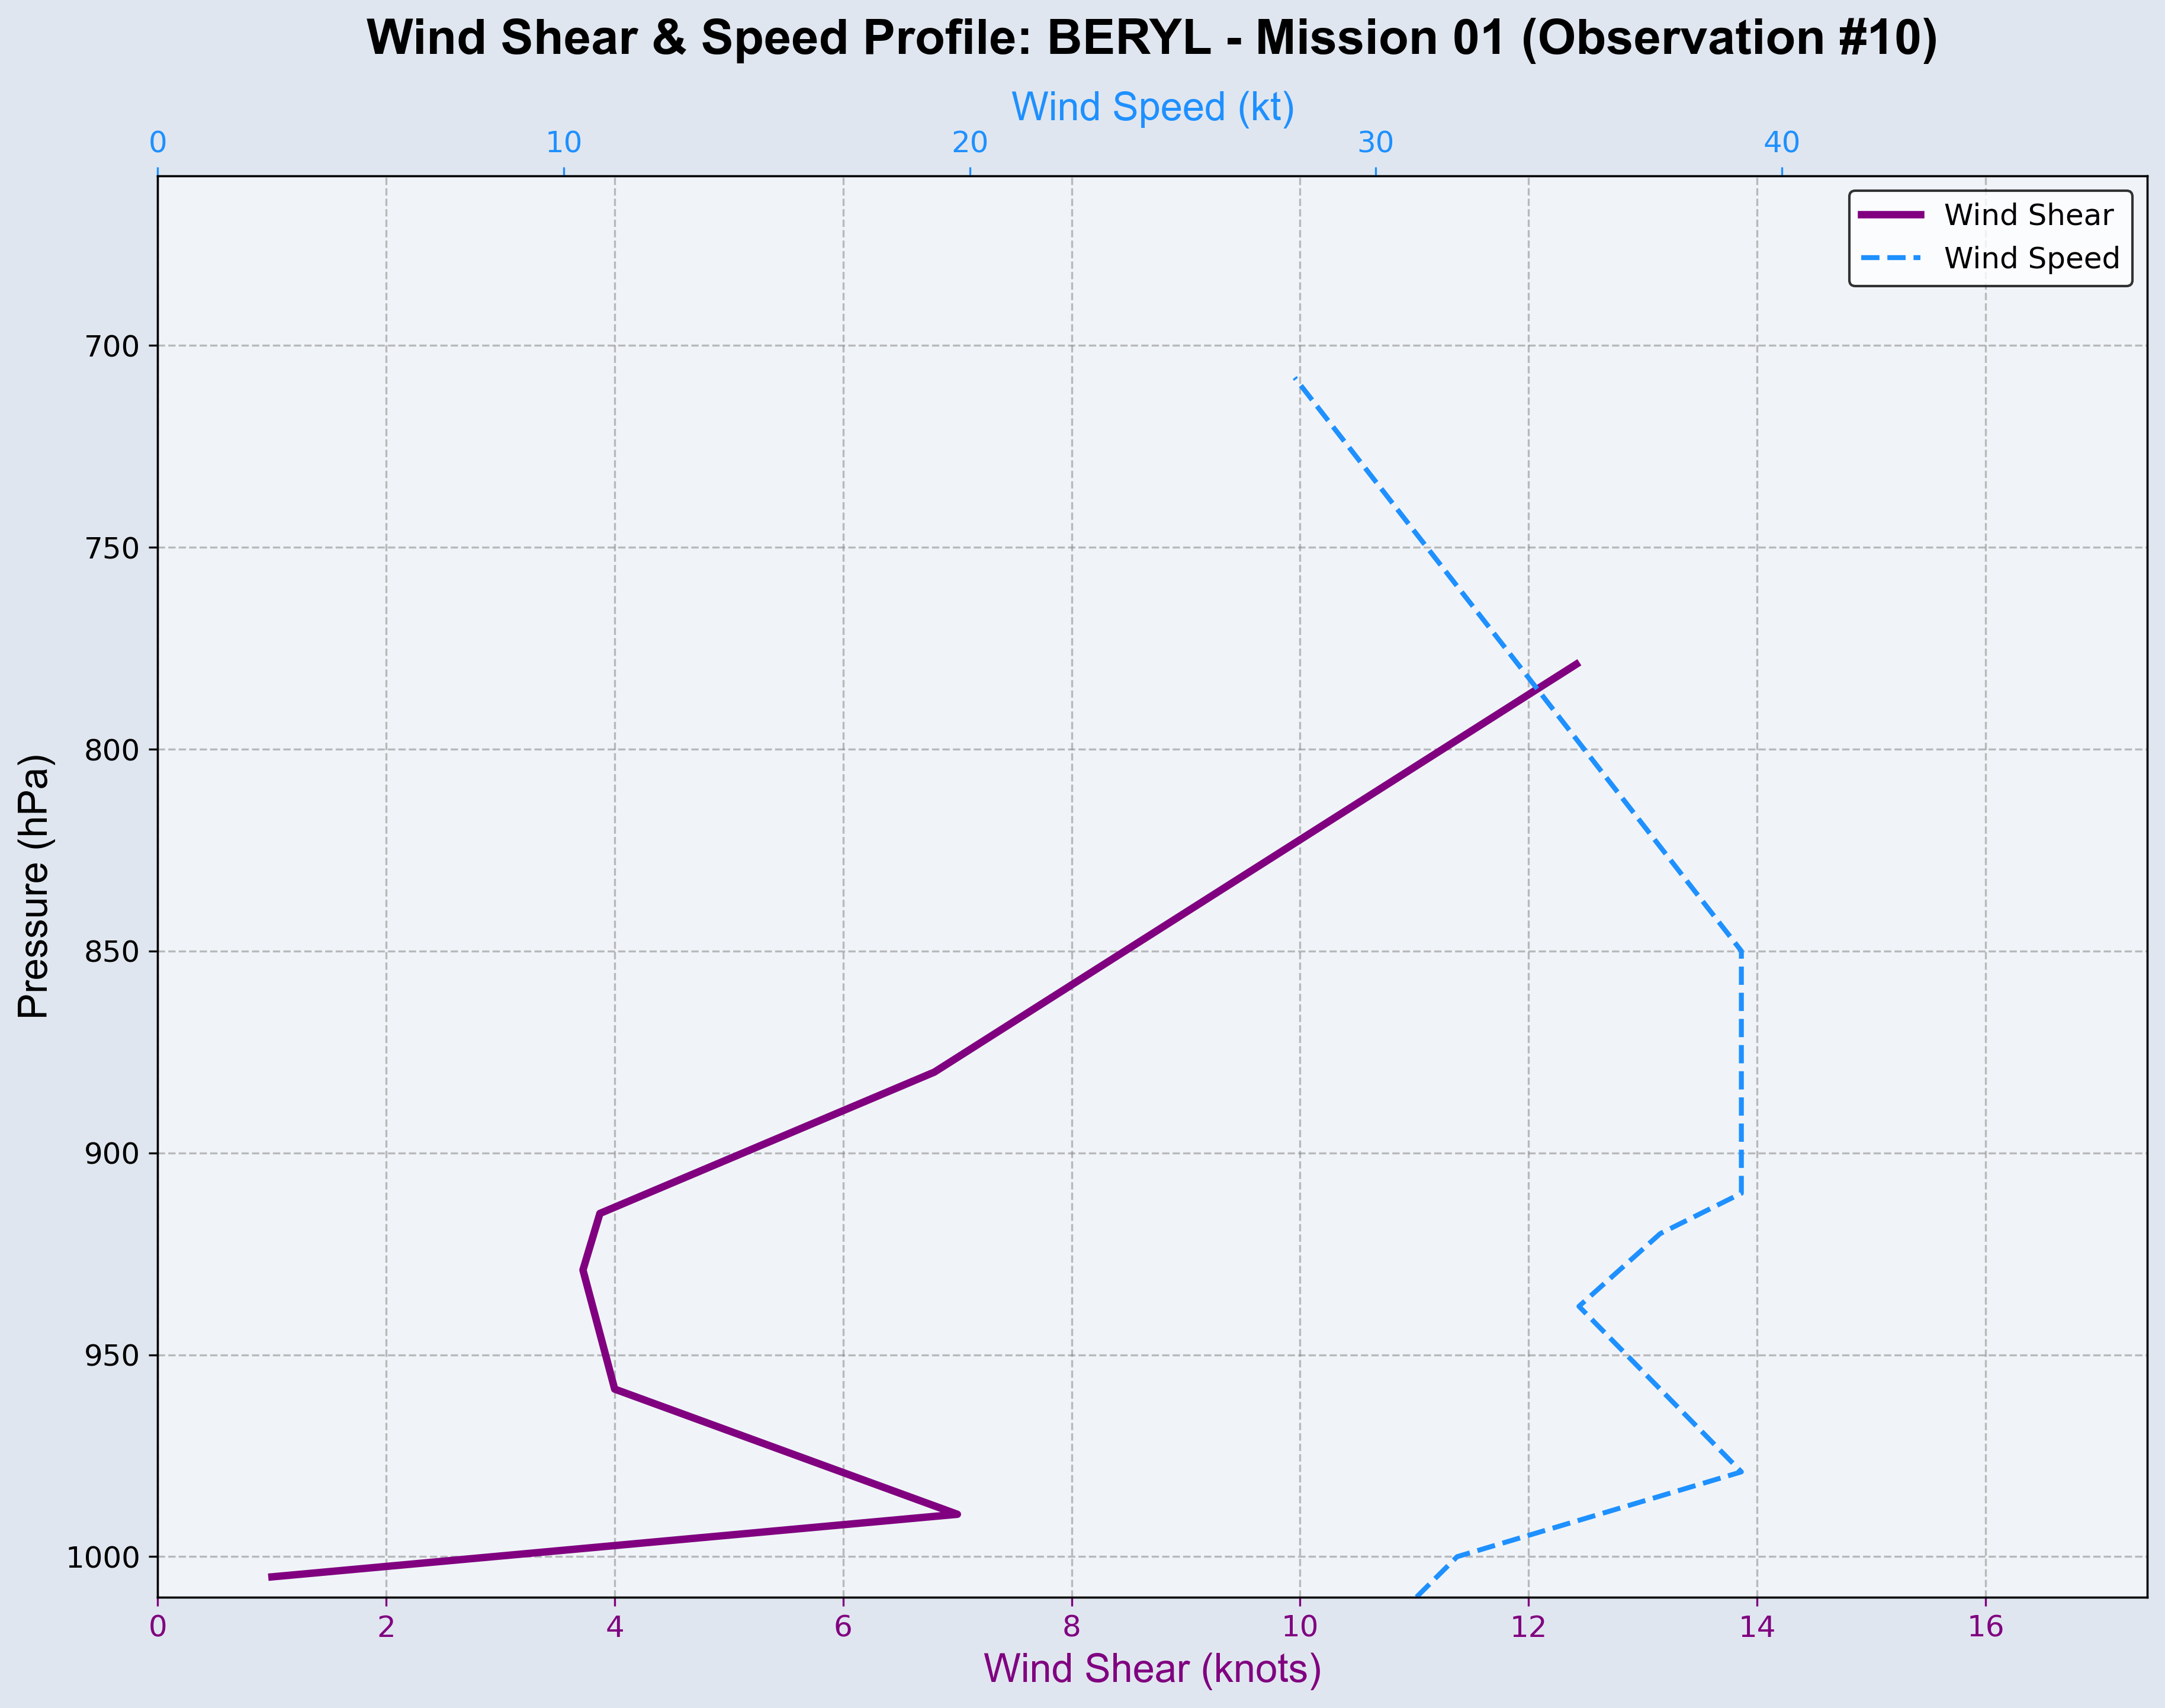 Wind Shear & Speed Profile: BERYL - Mission 01 (Observation #10)
Wind Speed (kt)
0 10 20 30 40
Wind Shear
Wind Speed
700
750
800
850
900
950
1000
Pressure (hPa)
0 2 4 6 8 10 12 14 16
Wind Shear (knots)